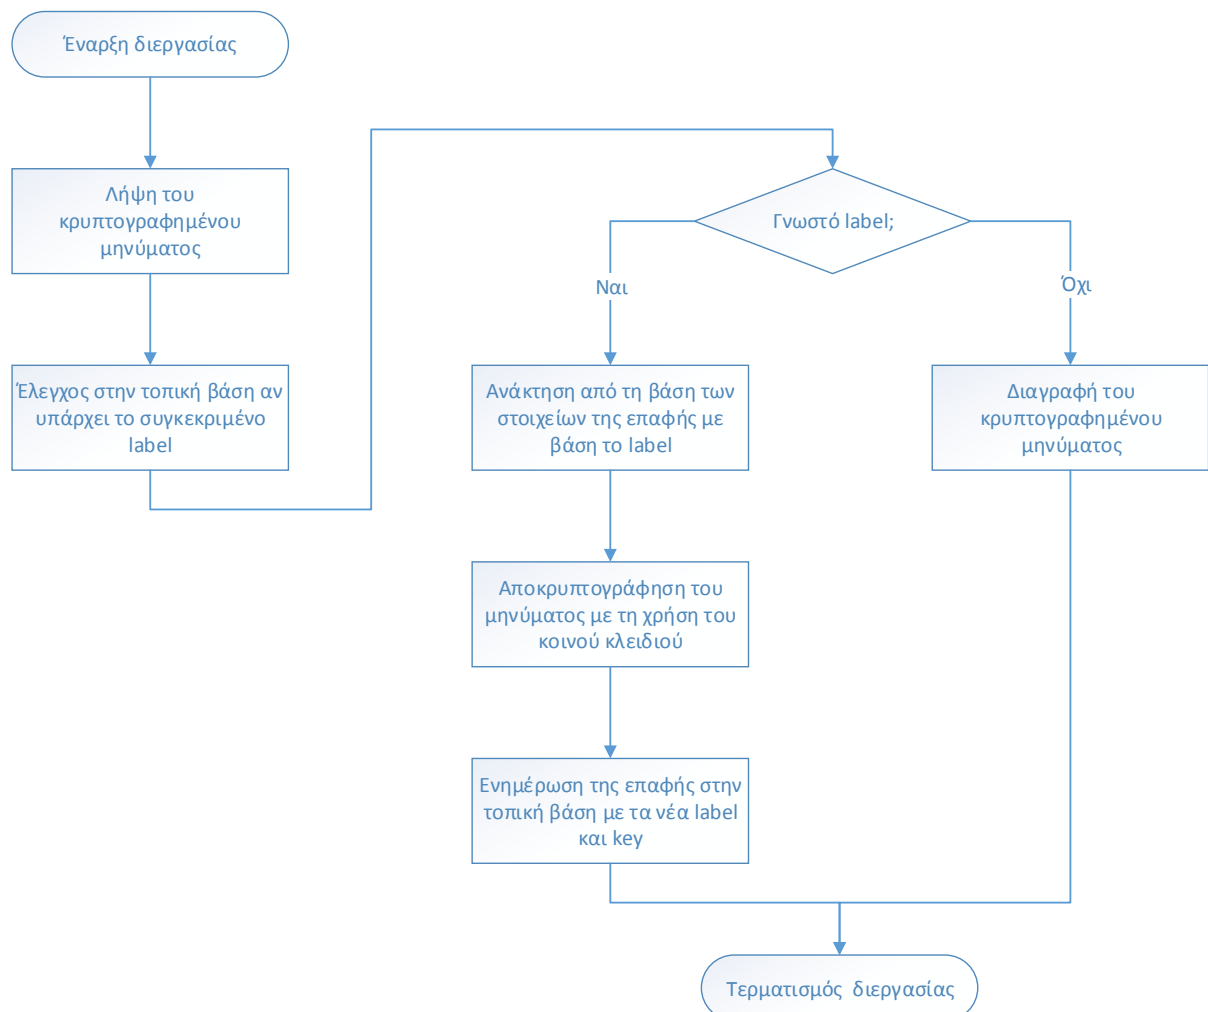 Έναρξη διεργασίας
Λήψη του
κρυπτογραφημένου
μηνύματος
Έλεγχος στην τοπική βάση αν
υπάρχει το συγκεκριμένο
label
Γνωστό label;
Ναι
Όχι
Ανάκτηση από τη βάση των
στοιχείων της επαφής με
βάση το label
Διαγραφή του
κρυπτογραφημένου
μηνύματος
Αποκρυπτογράφηση του
μηνύματος με τη χρήση του
κοινού κλειδιού
Ενημέρωση της επαφής στην
τοπική βάση με τα νέα label
και key
Τερματισμός διεργασίας